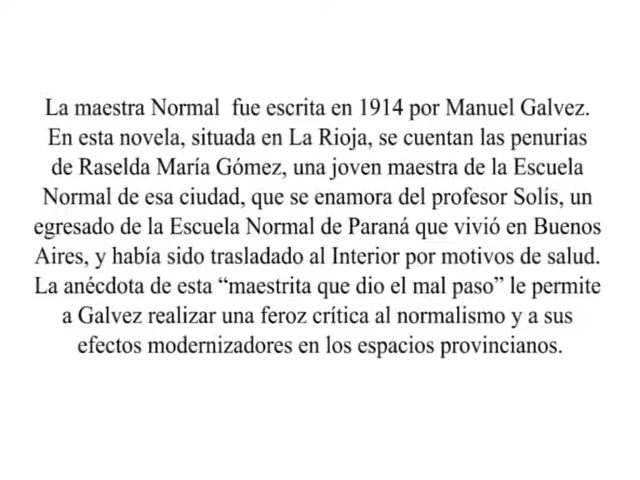 La maestra Normal fue escrita en 1914 por Manuel Galvez.
En esta novela, situada en La Rioja, se cuentan las penurias
de Raselda María Gómez, una joven maestra de la Escuela
Normal de esa ciudad, que se enamora del profesor Solís, un
egresado de la Escuela Normal de Paraná que vivió en Buenos
Aires, y había sido trasladado al Interior por motivos de salud.
La anécdota de esta “maestrita que dio el mal paso” le permite
a Galvez realizar una feroz crítica al normalismo y a sus
efectos modernizadores en los espacios provincianos.